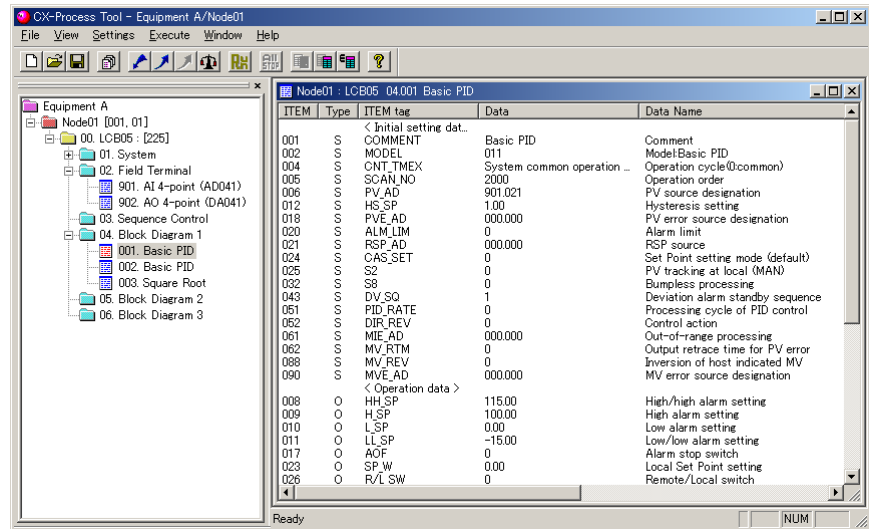 CX-Process Tool - Equipment A/Node01
File View Settings Execute Window Help
Equipment A
Node01 [001, 01]
00. LCB05 : [225]
01. System
02. Field Terminal
901. AI 4-point (AD041)
902. AO 4-point (DA041)
03. Sequence Control
04. Block Diagram 1
001. Basic PID
002. Basic PID
003. Square Root
05. Block Diagram 2
06. Block Diagram 3
Node01 : LCB05 04.001 Basic PID
ITEM Type ITEM tag Data Data Name
< Initial setting dat...
001 S COMMENT Basic PID Comment
002 S MODEL 011 Model:Basic PID
004 S CNT_TMEX System common operation ... Operation cycle(0:common)
005 S SCAN_NO 2000 Operation order
006 S PV_AD 901.021 PV source designation
012 S HS_SP 1.00 Hysteresis setting
018 S PVE_AD 000.000 PV error source designation
020 S ALM_LIM 0 Alarm limit
021 S RSP_AD 000.000 RSP source
024 S CAS_SET 0 Set Point setting mode (default)
025 S S2 0 PV tracking at local (MAN)
032 S S8 0 Bumpless processing
043 S DV_SQ 1 Deviation alarm standby sequence
051 S PID_RATE 0 Processing cycle of PID control
052 S DIR_REV 0 Control action
061 S MIE_AD 000.000 Out-of-range processing
062 S MV_RTM 0 Output retrace time for PV error
088 S MV_REV 0 Inversion of host indicated MV
090 S MVE_AD 000.000 MV error source designation
< Operation data >
008 O HH_SP 115.00 High/high alarm setting
009 O H_SP 100.00 High alarm setting
010 O L_SP 0.00 Low alarm setting
011 O LL_SP -15.00 Low/low alarm setting
017 O AOF 0 Alarm stop switch
023 O SP_W 0.00 Local Set Point setting
026 O R/L SW 0 Remote/Local switch
Ready NUM